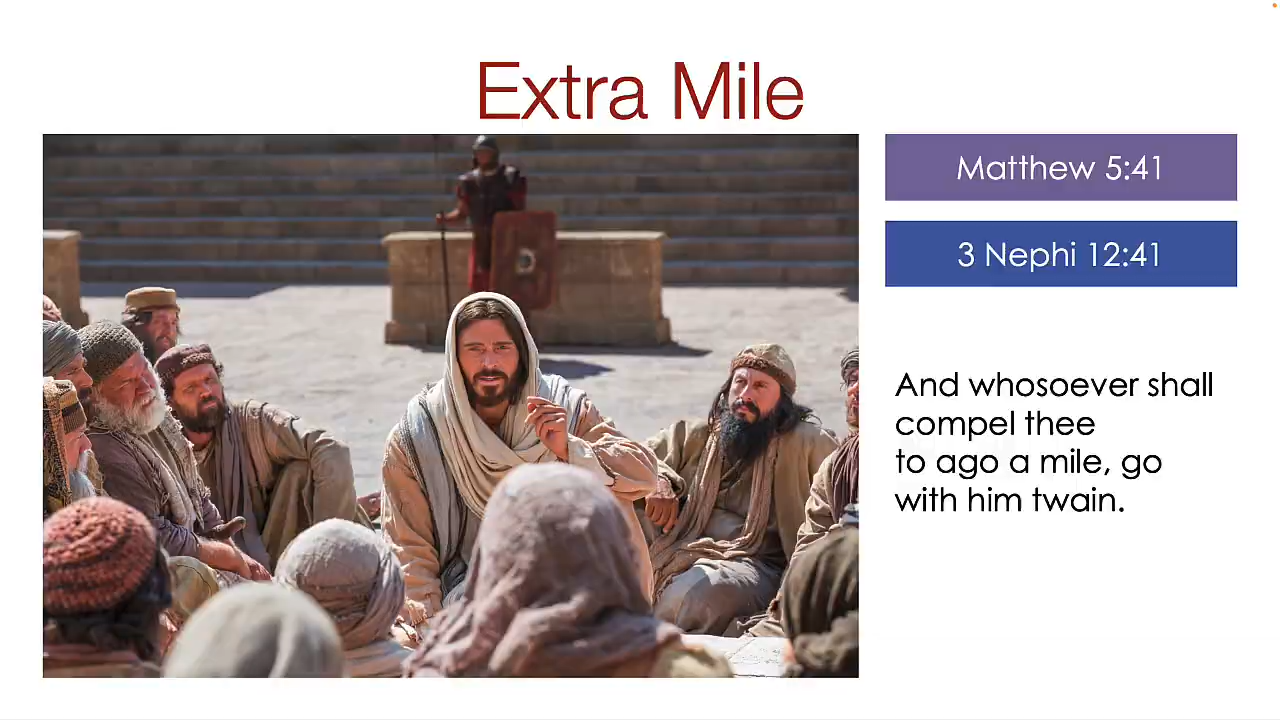 Extra Mile
Matthew 5:41
3 Nephi 12:41
And whosoever shall
compel thee
to ago a mile, go
with him twain.